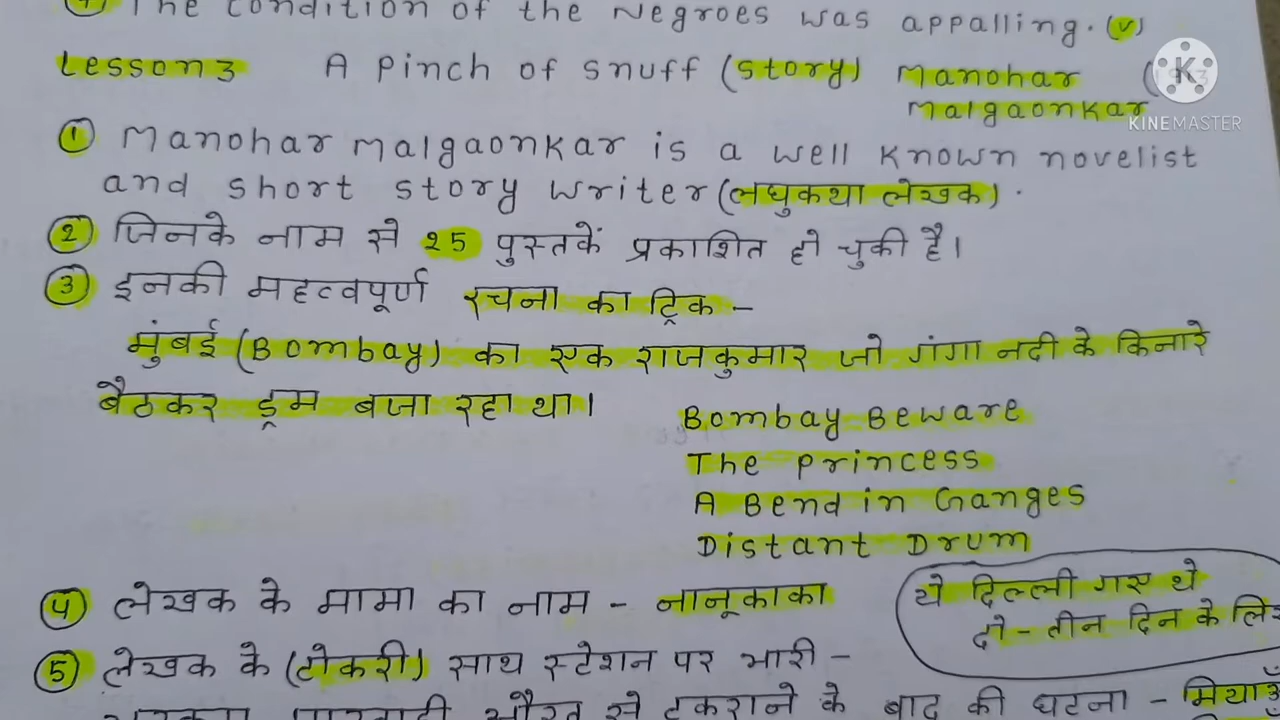 The condition of the Negroes was appalling. (V)
Lesson 3 A Pinch of Snuff (Story) Manohar
Malgaonkar
KINEMASTER
① Manohar Malgaonkar is a well known novelist
and short story writer (लघुकथा लेखक).
② जिनके नाम से 25 पुस्तकें प्रकाशित हो चुकी है।
③ इनकी महत्वपूर्ण रचना का ट्रिक -
मुंबई (Bombay) का एक राजकुमार जो गंगा नदी के किनारे
बैठकर ड्रम बजा रहा था।
Bombay Beware
The Princess
A Bend in Ganges
Distant Drum
④ लेखक के मामा का नाम - नानूकाका
ये दिल्ली गए थे
दो - तीन दिन के
⑤ लेखक के (टोकरी) साथ स्टेशन पर भारी -
औरत से टकराने के बाद की घटना - मियाऊँ